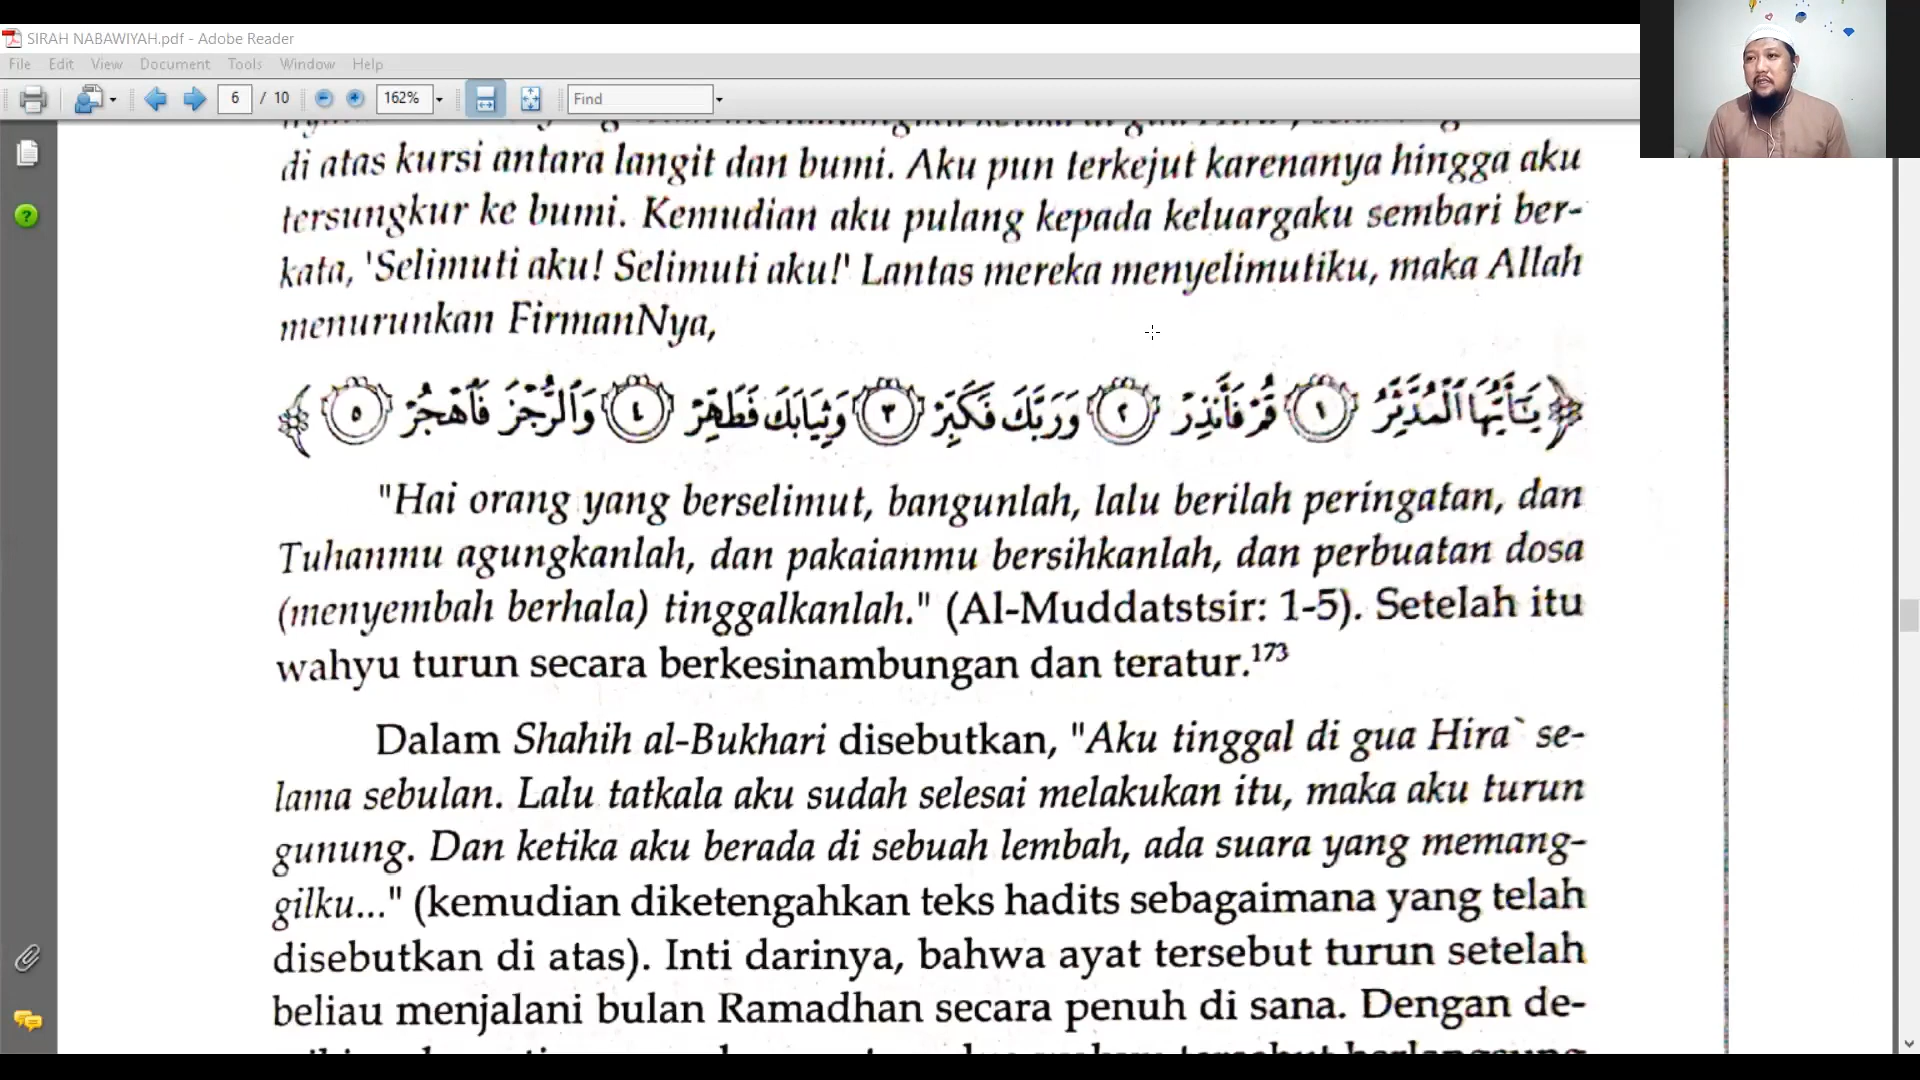 SIRAH NABAWIYAH.pdf - Adobe Reader
File Edit View Document Tools Window Help
6 / 10 162% Find
di atas kursi antara langit dan bumi. Aku pun terkejut karenanya hingga aku
tersungkur ke bumi. Kemudian aku pulang kepada keluargaku sembari ber-
kata, 'Selimuti aku! Selimuti aku!' Lantas mereka menyelimutiku, maka Allah
menurunkan FirmanNya,
﴿ يَٰٓأَيُّهَا ٱلْمُدَّثِّرُ ١ قُمْ فَأَنذِرْ ٢ وَرَبَّكَ فَكَبِّرْ ٣ وَثِيَابَكَ فَطَهِّرْ ٤ وَٱلرُّجْزَ فَٱهْجُرْ ٥ ﴾
"Hai orang yang berselimut, bangunlah, lalu berilah peringatan, dan
Tuhanmu agungkanlah, dan pakaianmu bersihkanlah, dan perbuatan dosa
(menyembah berhala) tinggalkanlah." (Al-Muddatstsir: 1-5). Setelah itu
wahyu turun secara berkesinambungan dan teratur.173
Dalam Shahih al-Bukhari disebutkan, "Aku tinggal di gua Hira` se-
lama sebulan. Lalu tatkala aku sudah selesai melakukan itu, maka aku turun
gunung. Dan ketika aku berada di sebuah lembah, ada suara yang memang-
gilku..." (kemudian diketengahkan teks hadits sebagaimana yang telah
disebutkan di atas). Inti darinya, bahwa ayat tersebut turun setelah
beliau menjalani bulan Ramadhan secara penuh di sana. Dengan de-